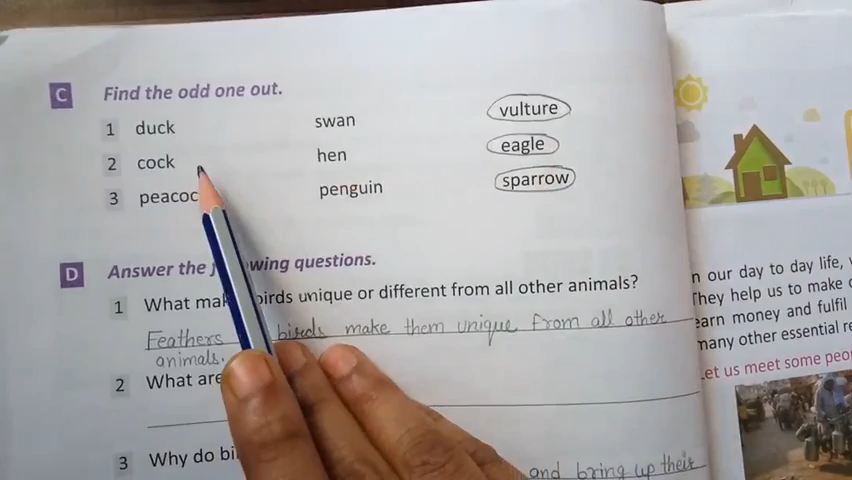 C Find the odd one out.
1 duck swan vulture
2 cock hen eagle
3 peacoc penguin sparrow
D Answer the following questions.
1 What mak birds unique or different from all other animals?
Feathers birds make them unique from all other
animals.
2 What are
3 Why do bi
and bring up their
n our day to day life,
They help us to make
earn money and fulfil
many other essential re
Let us meet some peo